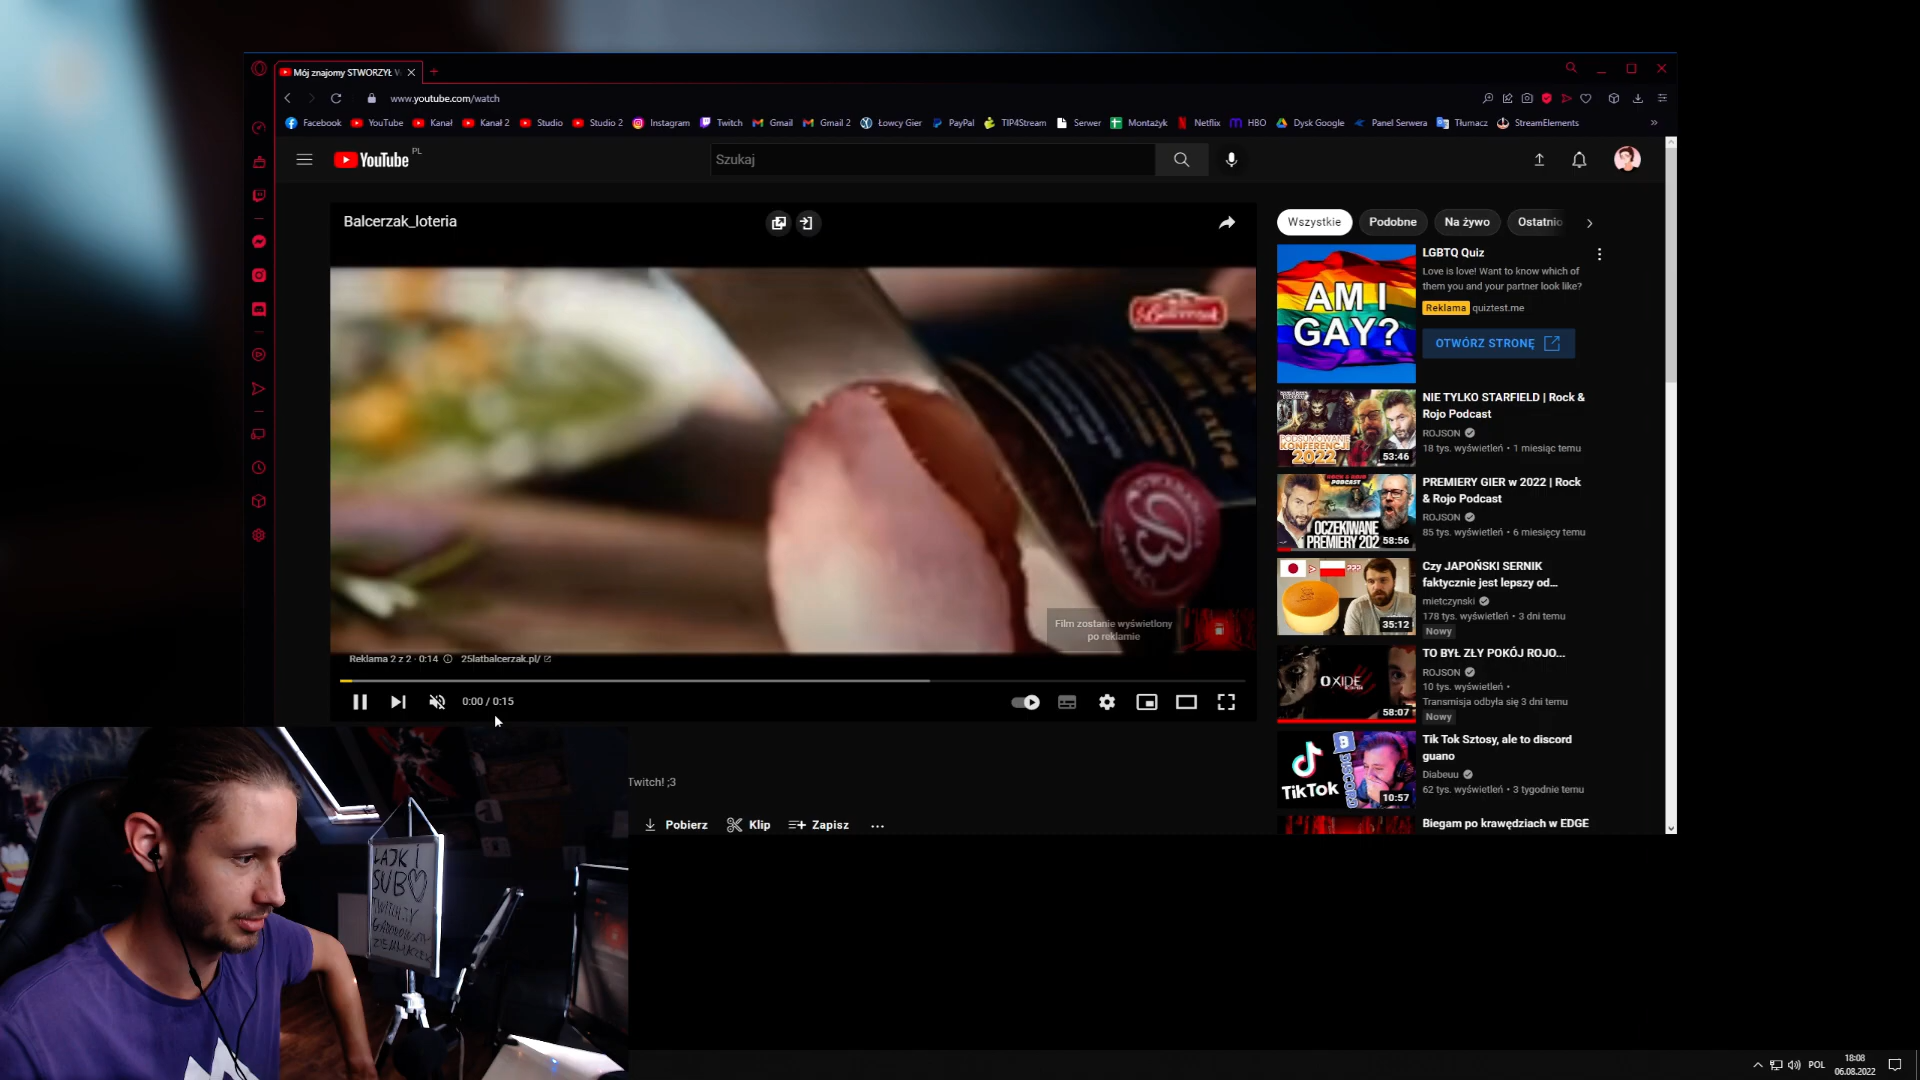 Mój znajomy STWORZYŁ
www.youtube.com/watch
Facebook YouTube Kanał Kanał 2 Studio Studio 2 Instagram Twitch Gmail Gmail 2 Łowcy Gier PayPal TIP4Stream Serwer Montażyk Netflix HBO Dysk Google Panel Serwera Tłumacz StreamElements
YouTube PL
Szukaj
Balcerzak_loteria
Wszystkie Podobne Na żywo Ostatnio
Balcerzak
extra
Film zostanie wyświetlony
po reklamie
Reklama 2 z 2 · 0:14 25latbalcerzak.pl/
0:00 / 0:15
AM I
GAY?
LGBTQ Quiz
Love is love! Want to know which of
them you and your partner look like?
Reklama quiztest.me
OTWÓRZ STRONĘ
PODSUMOWANIE
KONFERENCJI
2022
53:46
NIE TYLKO STARFIELD | Rock &
Rojo Podcast
ROJSON
18 tys. wyświetleń • 1 miesiąc temu
ROCK & ROJO
PODCAST
OCZEKIWANE
PREMIERY 202
58:56
PREMIERY GIER w 2022 | Rock
& Rojo Podcast
ROJSON
85 tys. wyświetleń • 6 miesięcy temu
> ???
35:12
Czy JAPOŃSKI SERNIK
faktycznie jest lepszy od...
mietczynski
178 tys. wyświetleń • 3 dni temu
Nowy
OXIDE
58:07
TO BYŁ ZŁY POKÓJ ROJO...
ROJSON
10 tys. wyświetleń •
Transmisja odbyła się 3 dni temu
Nowy
TikTok
DISCORD
10:57
Tik Tok Sztosy, ale to discord
guano
Diabeuu
62 tys. wyświetleń • 3 tygodnie temu
Biegam po krawędziach w EDGE
Twitch! ;3
Pobierz Klip Zapisz ...
LAJK I
SUB♡
POL
18:08
06.08.2022